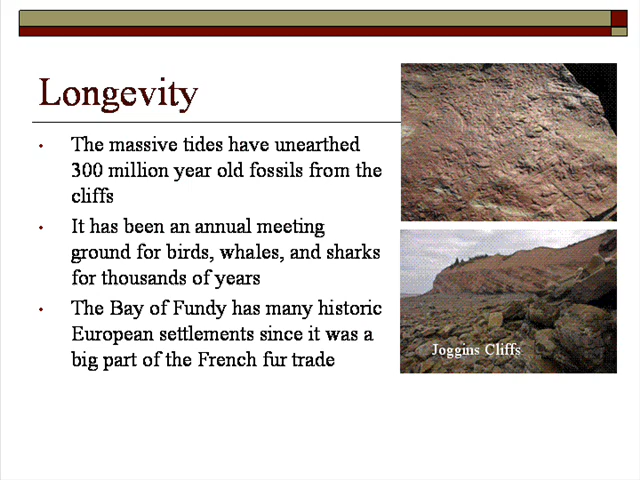 Longevity
• The massive tides have unearthed
300 million year old fossils from the
cliffs
• It has been an annual meeting
ground for birds, whales, and sharks
for thousands of years
• The Bay of Fundy has many historic
European settlements since it was a
big part of the French fur trade
Joggins Cliffs